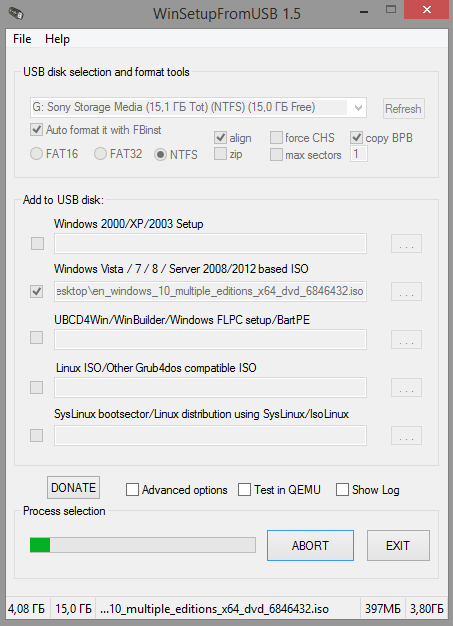 WinSetupFromUSB 1.5
File Help
USB disk selection and format tools
G: Sony Storage Media (15,1 ГБ Tot) (NTFS) (15,0 ГБ Free)
Refresh
Auto format it with FBinst
align
force CHS
copy BPB
FAT16
FAT32
NTFS
zip
max sectors
1
Add to USB disk:
Windows 2000/XP/2003 Setup
...
Windows Vista / 7 / 8 / Server 2008/2012 based ISO
esktop\en_windows_10_multiple_editions_x64_dvd_6846432.iso
...
UBCD4Win/WinBuilder/Windows FLPC setup/BartPE
...
Linux ISO/Other Grub4dos compatible ISO
...
SysLinux bootsector/Linux distribution using SysLinux/IsoLinux
...
DONATE
Advanced options
Test in QEMU
Show Log
Process selection
ABORT
EXIT
4,08 ГБ
15,0 ГБ
...10_multiple_editions_x64_dvd_6846432.iso
397МБ
3,80ГБ